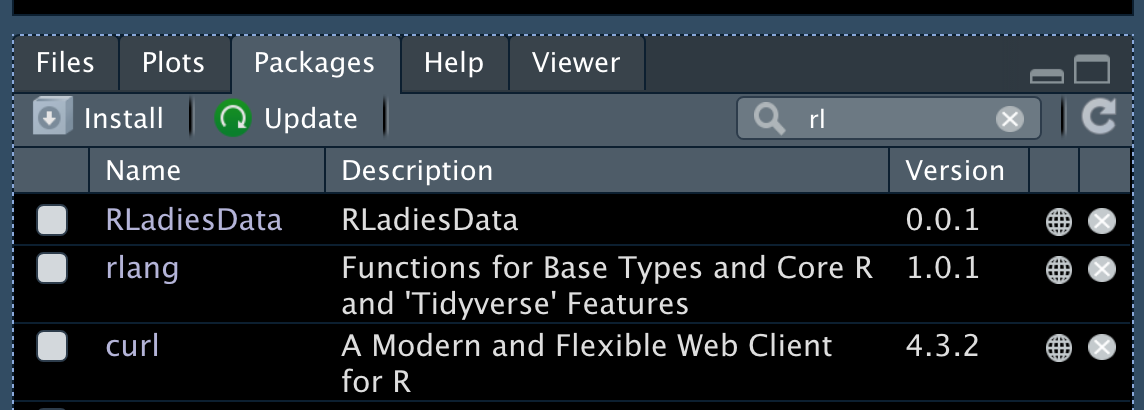 Files Plots Packages Help Viewer
Install Update rl
Name Description Version
RLadiesData RLadiesData 0.0.1
rlang Functions for Base Types and Core R 1.0.1
and 'Tidyverse' Features
curl A Modern and Flexible Web Client 4.3.2
for R